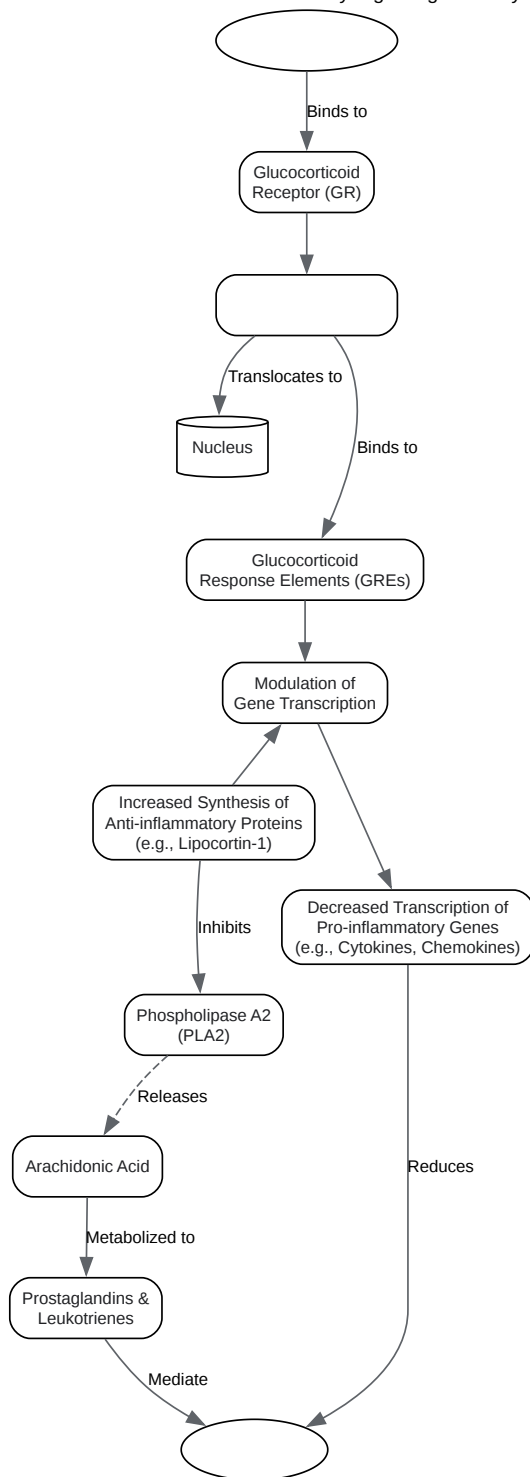 Binds to
Glucocorticoid
Receptor (GR)
Translocates to
Nucleus
Binds to
Glucocorticoid
Response Elements (GREs)
Modulation of
Gene Transcription
Increased Synthesis of
Anti-inflammatory Proteins
(e.g., Lipocortin-1)
Decreased Transcription of
Pro-inflammatory Genes
(e.g., Cytokines, Chemokines)
Inhibits
Phospholipase A2
(PLA2)
Releases
Arachidonic Acid
Reduces
Metabolized to
Prostaglandins &
Leukotrienes
Mediate